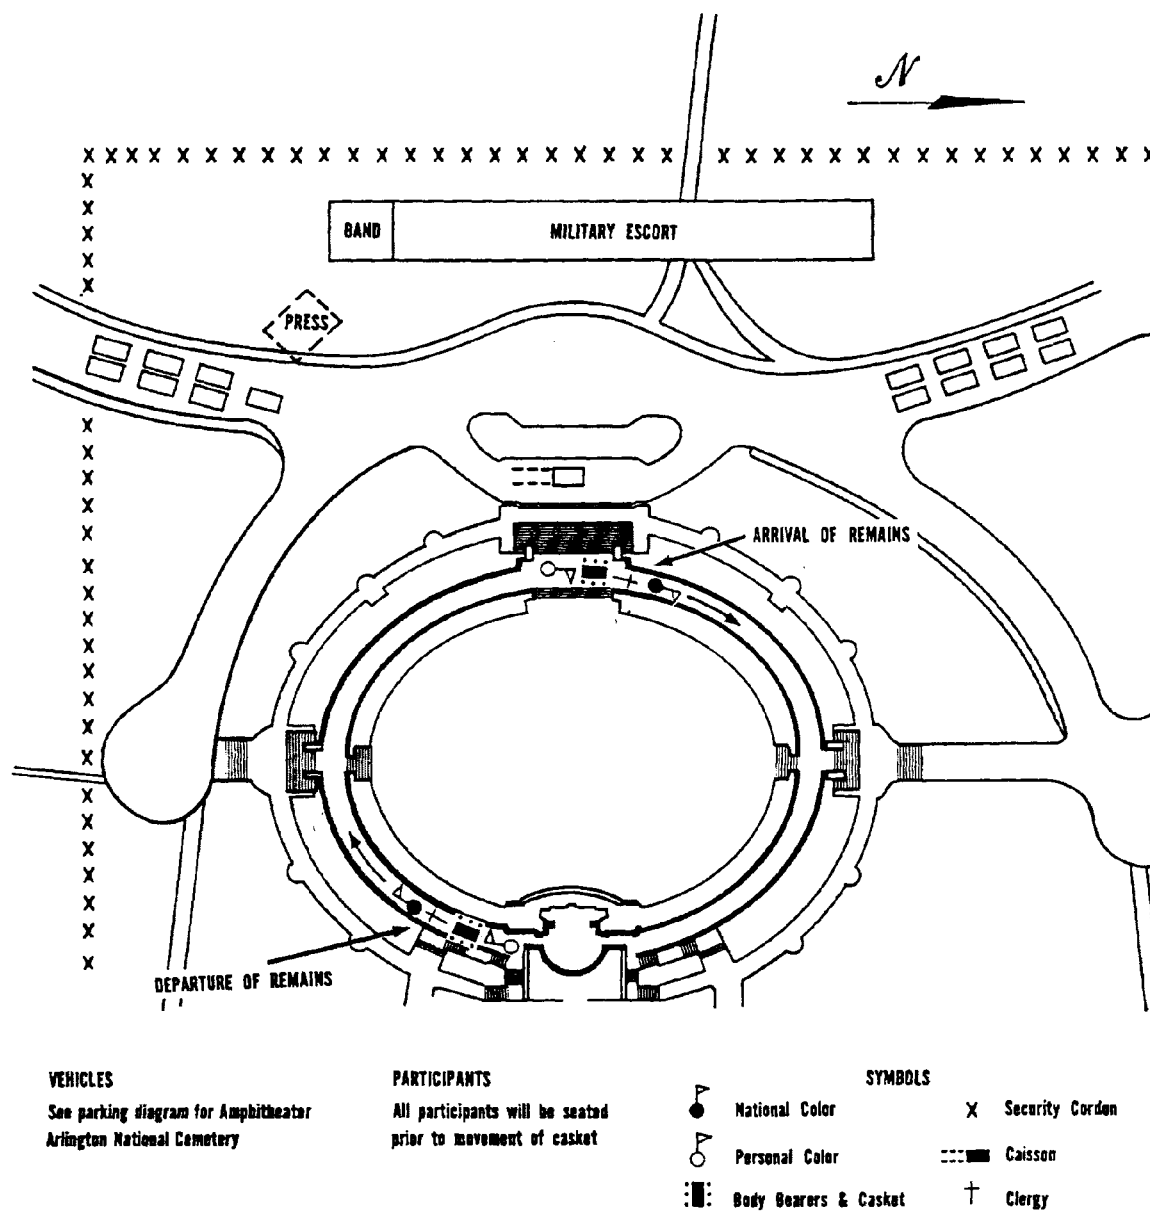 N
X X X X X X X X X X X X X X X X X X X X X X X X X X X X X X X X X X X X X
BAND
MILITARY ESCORT
PRESS
ARRIVAL OF REMAINS
DEPARTURE OF REMAINS
VEHICLES
See parking diagram for Amphitheater
Arlington National Cemetery
PARTICIPANTS
All participants will be seated
prior to movement of casket
SYMBOLS
National Color
Personal Color
Body Bearers & Casket
X Security Cordon
Caisson
Clergy